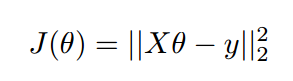 J(θ) = ||Xθ − y||₂²